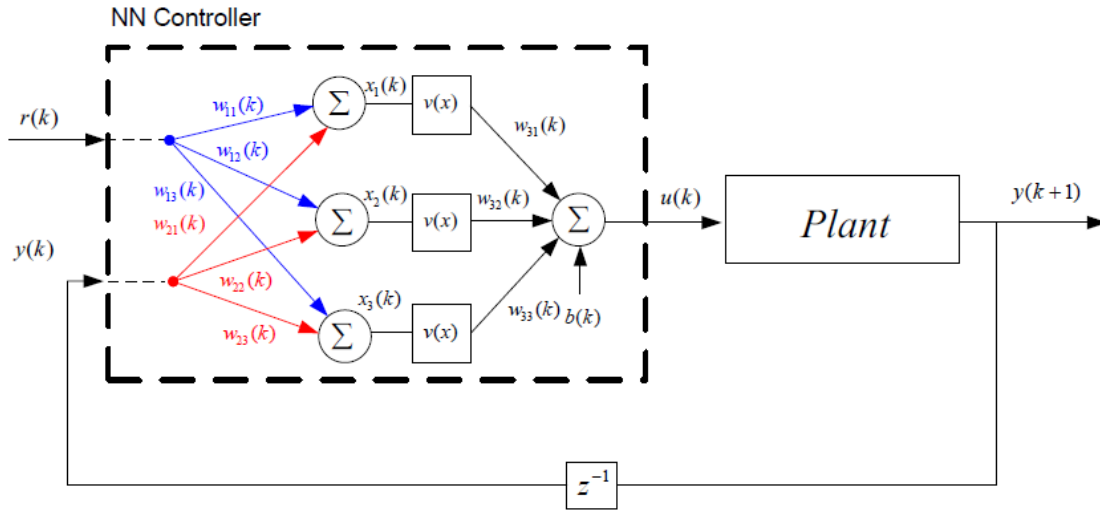 NN Controller
r(k)
y(k)
w₁₁(k)
w₁₂(k)
w₁₃(k)
w₂₁(k)
w₂₂(k)
w₂₃(k)
Σ
x₁(k)
v(x)
Σ
x₂(k)
v(x)
Σ
x₃(k)
v(x)
w₃₁(k)
w₃₂(k)
w₃₃(k)
b(k)
Σ
u(k)
Plant
y(k+1)
z⁻¹